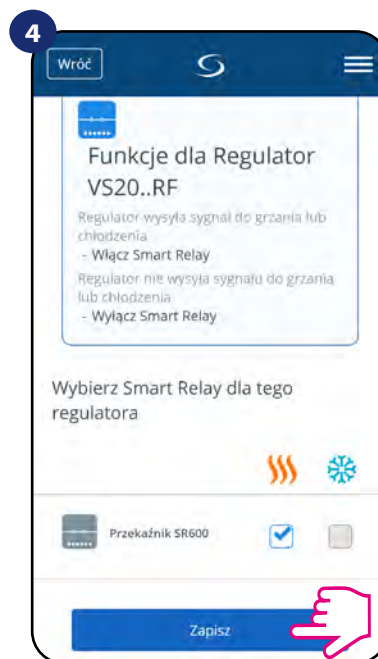 4
Wróć
Funkcje dla Regulator
VS20..RF
Regulator wysyła sygnał do grzania lub
chłodzenia
- Włącz Smart Relay
Regulator nie wysyła sygnału do grzania
lub chłodzenia
- Wyłącz Smart Relay
Wybierz Smart Relay dla tego
regulatora
Przekaźnik SR600
Zapisz